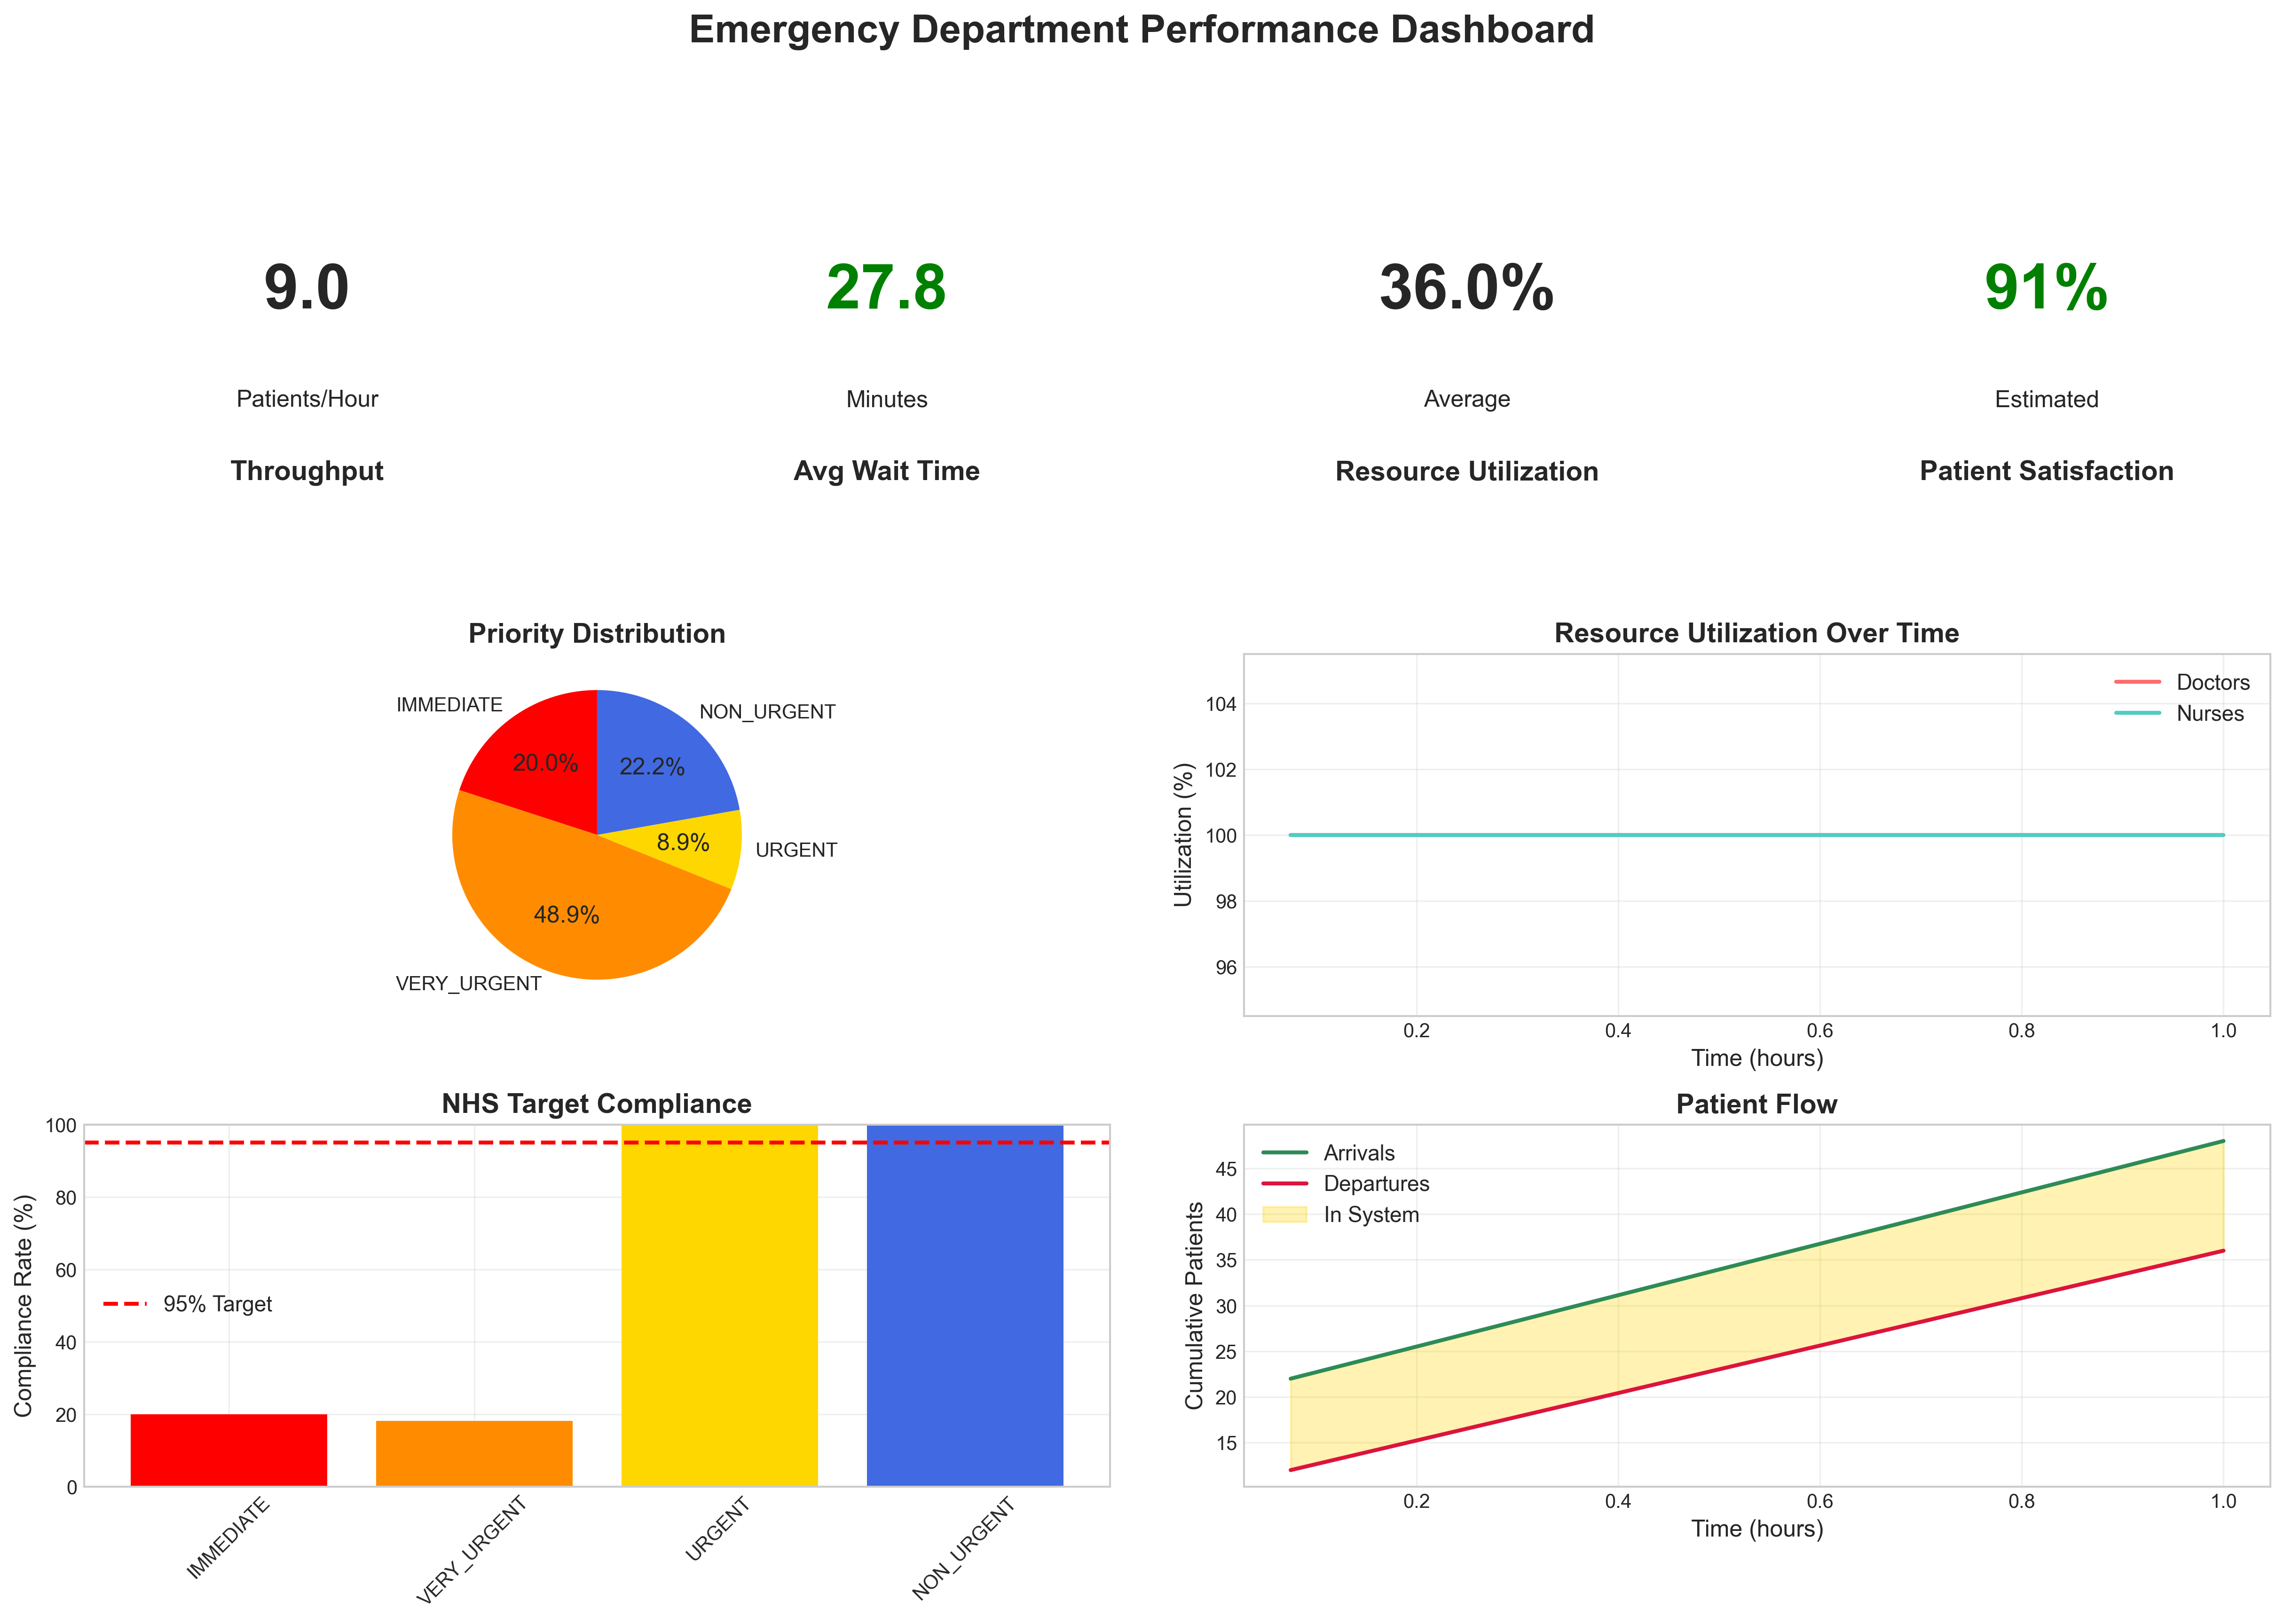 Emergency Department Performance Dashboard
9.0
Patients/Hour
Throughput
27.8
Minutes
Avg Wait Time
36.0%
Average
Resource Utilization
91%
Estimated
Patient Satisfaction
Priority Distribution
IMMEDIATE
20.0%
NON_URGENT
22.2%
URGENT
8.9%
VERY_URGENT
48.9%
Resource Utilization Over Time
Doctors
Nurses
Utilization (%)
104
102
100
98
96
0.2 0.4 0.6 0.8 1.0
Time (hours)
NHS Target Compliance
Compliance Rate (%)
100
80
60
40
20
0
95% Target
IMMEDIATE
VERY_URGENT
URGENT
NON_URGENT
Patient Flow
Arrivals
Departures
In System
Cumulative Patients
45
40
35
30
25
20
15
0.2 0.4 0.6 0.8 1.0
Time (hours)